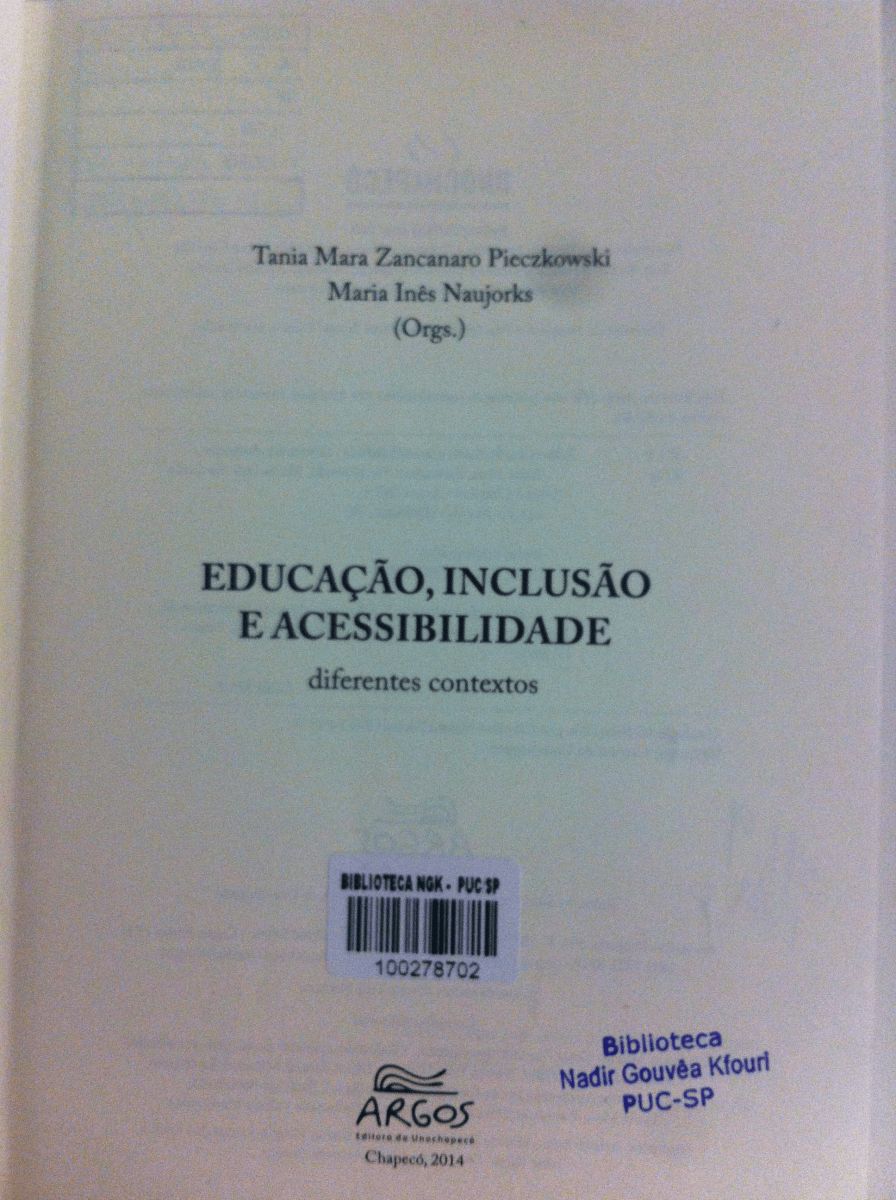 Tania Mara Zancanaro Pieczkowski
Maria Inês Naujorks
(Orgs.)
EDUCAÇÃO, INCLUSÃO
E ACESSIBILIDADE
diferentes contextos
BIBLIOTECA NGK - PUC SP
100278702
Biblioteca
Nadir Gouvêa Kfouri
PUC-SP
ARGOS
Editora da Unochapecó
Chapecó, 2014